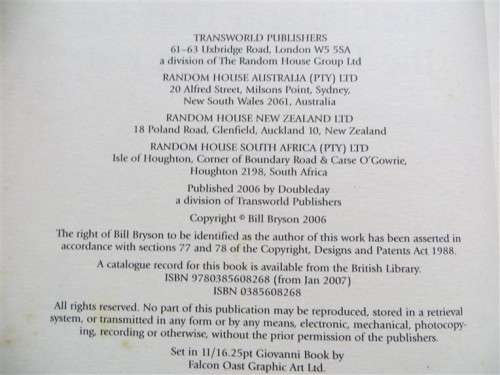 TRANSWORLD PUBLISHERS
61–63 Uxbridge Road, London W5 5SA
a division of The Random House Group Ltd
RANDOM HOUSE AUSTRALIA (PTY) LTD
20 Alfred Street, Milsons Point, Sydney,
New South Wales 2061, Australia
RANDOM HOUSE NEW ZEALAND LTD
18 Poland Road, Glenfield, Auckland 10, New Zealand
RANDOM HOUSE SOUTH AFRICA (PTY) LTD
Isle of Houghton, Corner of Boundary Road & Carse O'Gowrie,
Houghton 2198, South Africa
Published 2006 by Doubleday
a division of Transworld Publishers
Copyright © Bill Bryson 2006
The right of Bill Bryson to be identified as the author of this work has been asserted in
accordance with sections 77 and 78 of the Copyright, Designs and Patents Act 1988.
A catalogue record for this book is available from the British Library.
ISBN 9780385608268 (from Jan 2007)
ISBN 0385608268
All rights reserved. No part of this publication may be reproduced, stored in a retrieval
system, or transmitted in any form or by any means, electronic, mechanical, photocopy-
ing, recording or otherwise, without the prior permission of the publishers.
Set in 11/16.25pt Giovanni Book by
Falcon Oast Graphic Art Ltd.